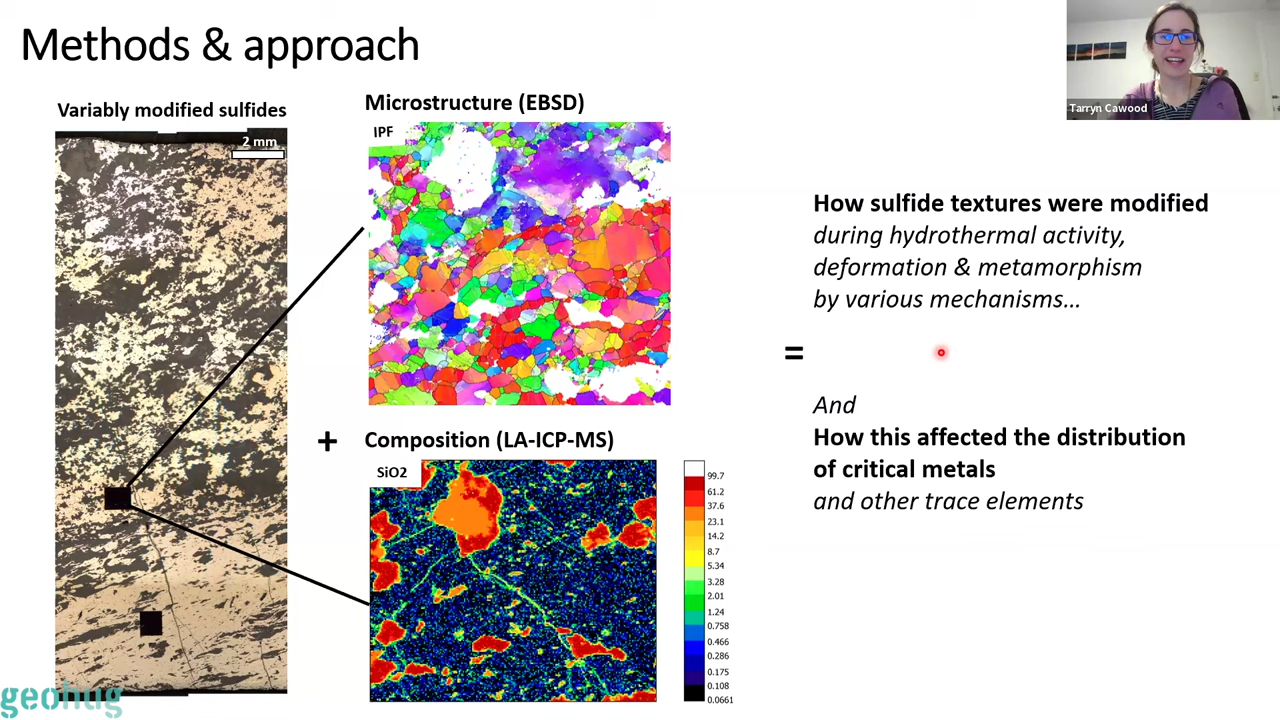 Methods & approach
Tarryn Cawood
Variably modified sulfides
2 mm
Microstructure (EBSD)
IPF
+
Composition (LA-ICP-MS)
SiO2
99.7
61.2
37.6
23.1
14.2
8.7
5.34
3.28
2.01
1.24
0.758
0.466
0.286
0.175
0.108
0.0661
=
How sulfide textures were modified
during hydrothermal activity,
deformation & metamorphism
by various mechanisms...
And
How this affected the distribution
of critical metals
and other trace elements
geohug